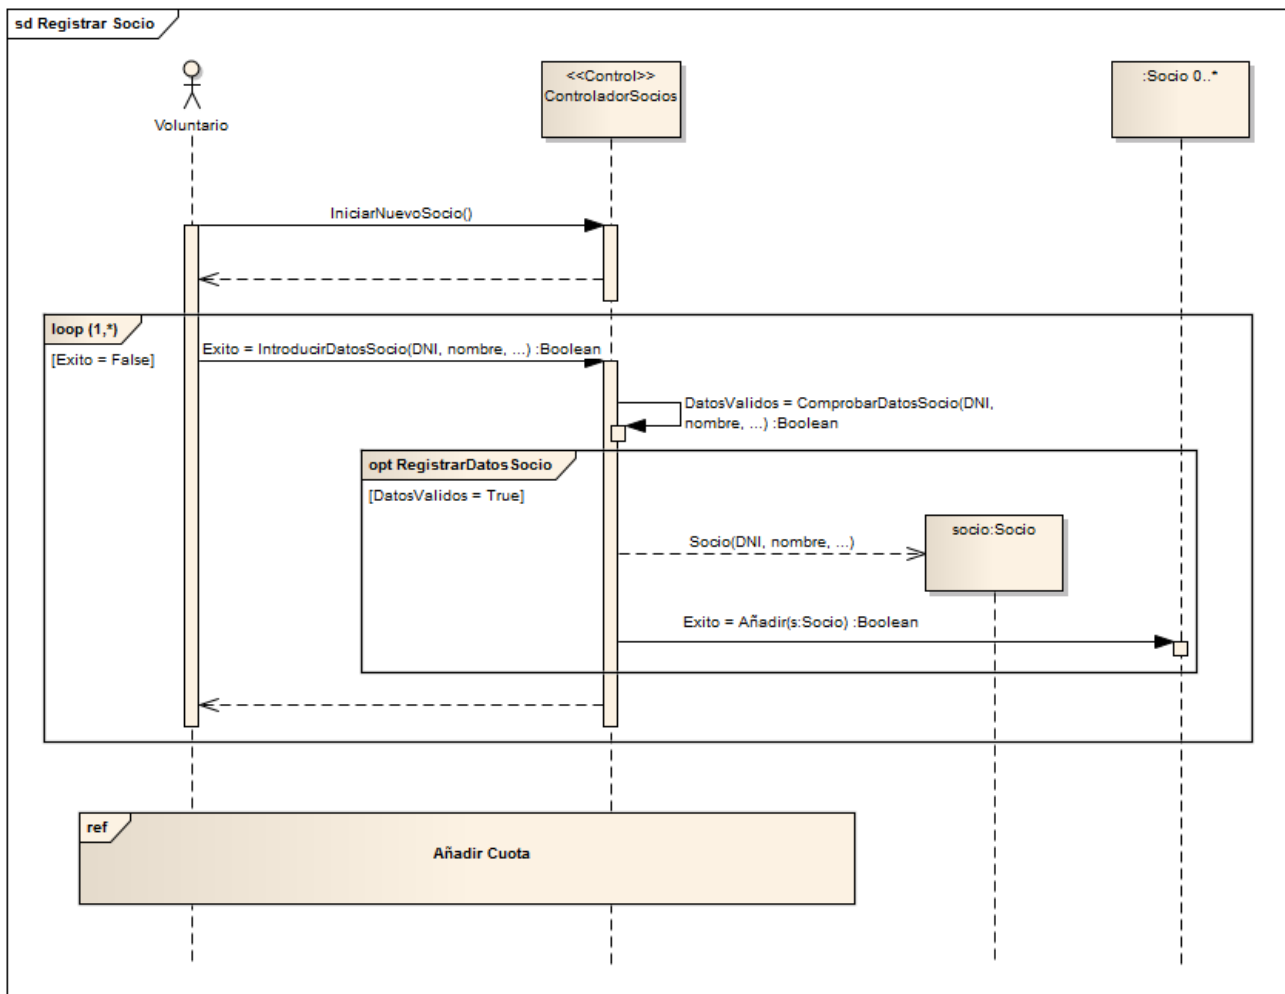 sd Registrar Socio
<<Control>>
ControladorSocios
:Socio 0..*
Voluntario
IniciarNuevoSocio()
loop (1,*)
[Exito = False]
Exito = IntroducirDatosSocio(DNI, nombre, ...) :Boolean
DatosValidos = ComprobarDatosSocio(DNI,
nombre, ...) :Boolean
opt RegistrarDatosSocio
[DatosValidos = True]
socio:Socio
Socio(DNI, nombre, ...)
Exito = Añadir(s:Socio) :Boolean
ref
Añadir Cuota